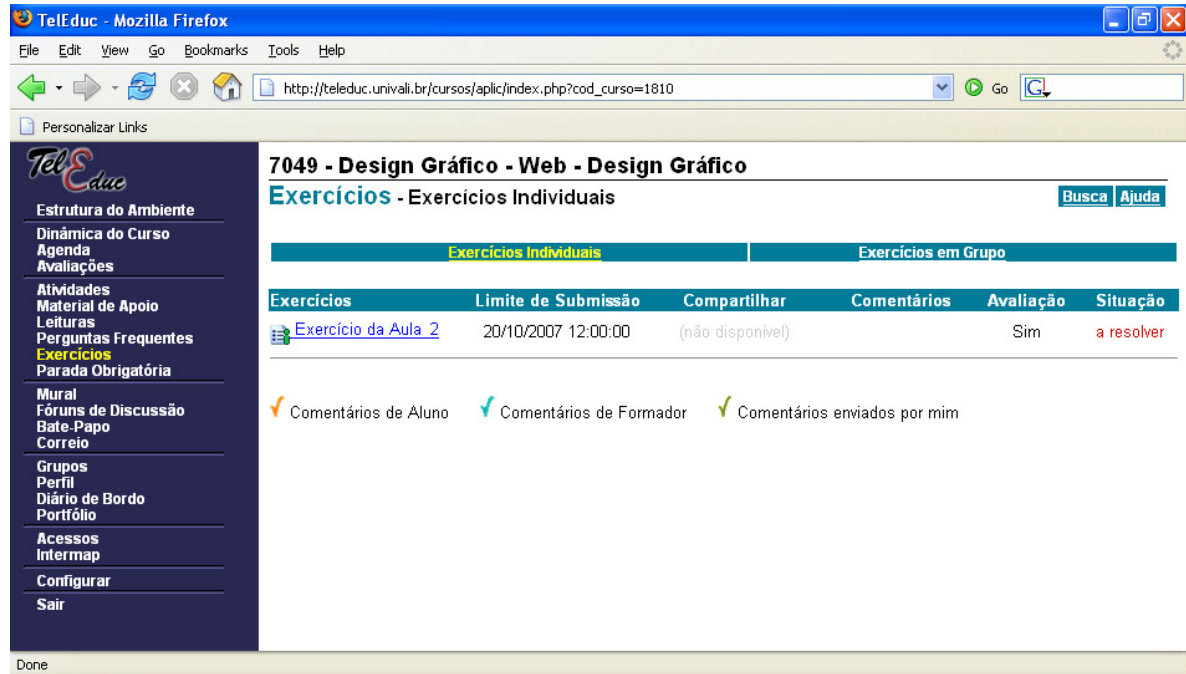 TelEduc - Mozilla Firefox
File Edit View Go Bookmarks Tools Help
http://teleduc.univali.br/cursos/aplic/index.php?cod_curso=1810 Go G
Personalizar Links
TelEduc
Estrutura do Ambiente
Dinâmica do Curso
Agenda
Avaliações
Atividades
Material de Apoio
Leituras
Perguntas Frequentes
Exercícios
Parada Obrigatória
Mural
Fóruns de Discussão
Bate-Papo
Correio
Grupos
Perfil
Diário de Bordo
Portfólio
Acessos
Intermap
Configurar
Sair
7049 - Design Gráfico - Web - Design Gráfico
Exercícios - Exercícios Individuais Busca Ajuda
Exercícios Individuais Exercícios em Grupo
Exercícios Limite de Submissão Compartilhar Comentários Avaliação Situação
Exercício da Aula 2 20/10/2007 12:00:00 (não disponível) Sim a resolver
Comentários de Aluno Comentários de Formador Comentários enviados por mim
Done